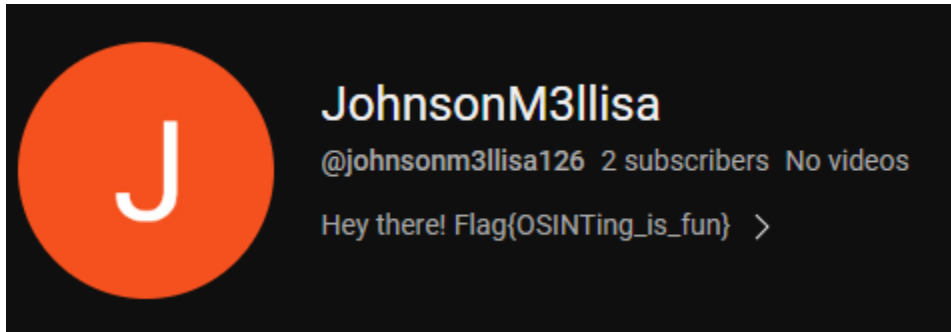 J
JohnsonM3llisa
@johnsonm3llisa126 2 subscribers No videos
Hey there! Flag{OSINTing_is_fun} >